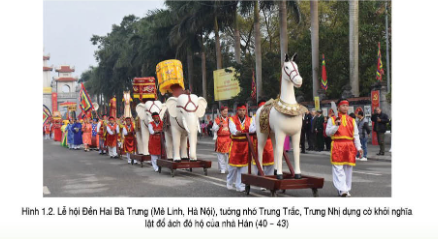 Hình 1.2. Lễ hội Đền Hai Bà Trưng (Mê Linh, Hà Nội), tưởng nhớ Trưng Trắc, Trưng Nhị dựng cờ khởi nghĩa
lật đổ ách đô hộ của nhà Hán (40 – 43)